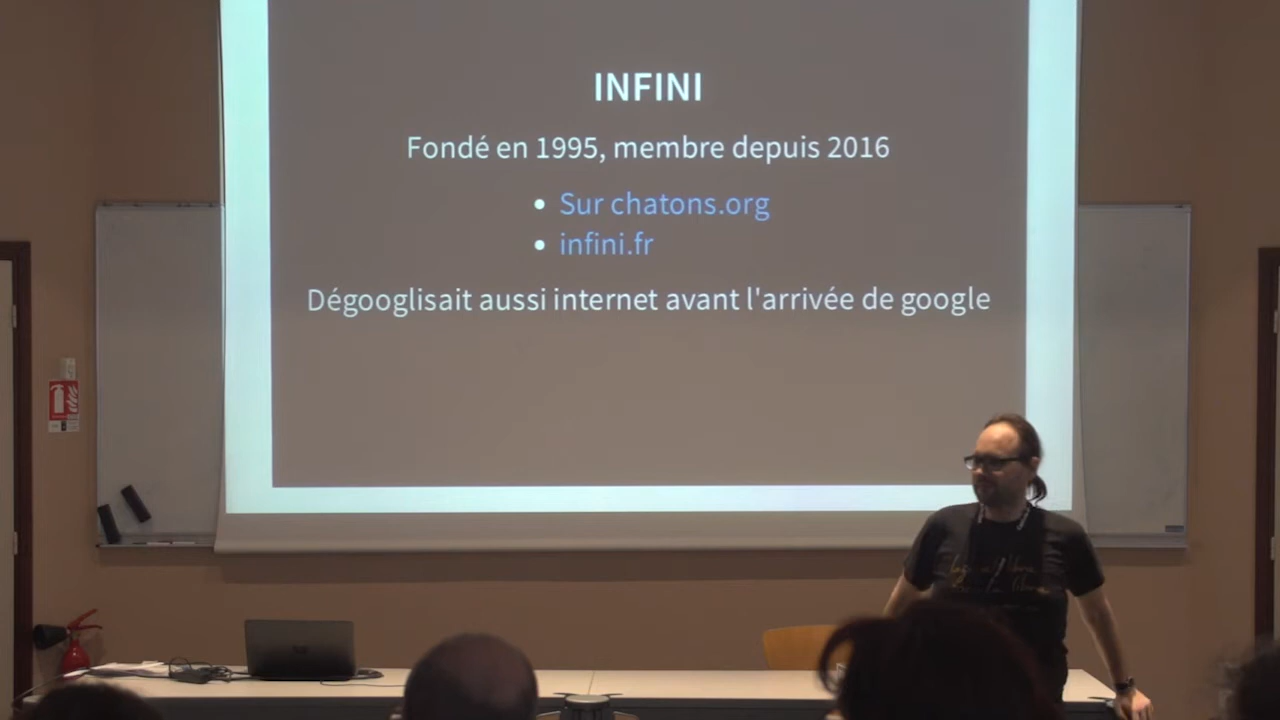 INFINI
Fondé en 1995, membre depuis 2016
Sur chatons.org
infini.fr
Dégooglisait aussi internet avant l'arrivée de google